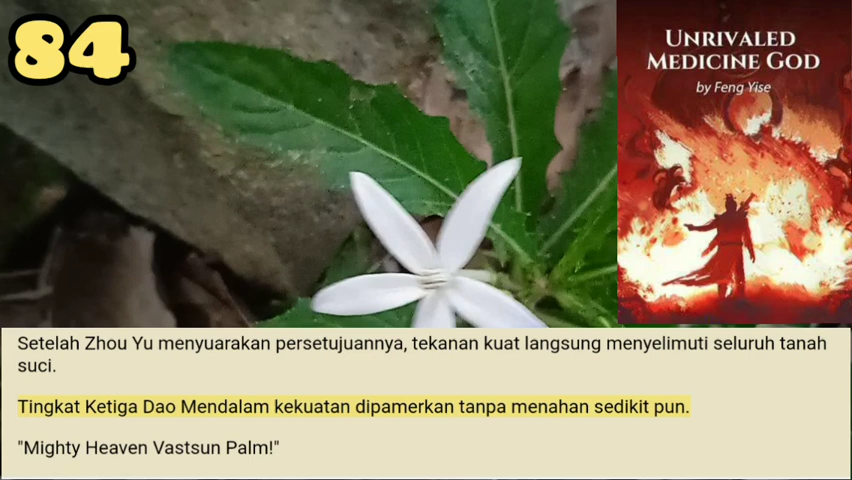 84
UNRIVALED
MEDICINE GOD
by Feng Yise
Setelah Zhou Yu menyuarakan persetujuannya, tekanan kuat langsung menyelimuti seluruh tanah
suci.
Tingkat Ketiga Dao Mendalam kekuatan dipamerkan tanpa menahan sedikit pun.
"Mighty Heaven Vastsun Palm!"